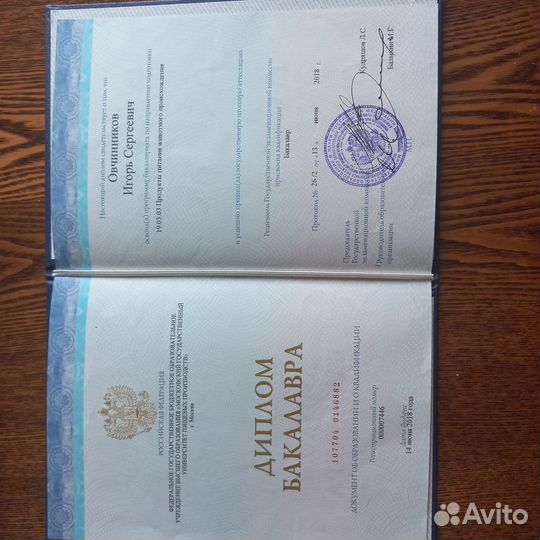 РОССИЙСКАЯ ФЕДЕРАЦИЯ
ФЕДЕРАЛЬНОЕ ГОСУДАРСТВЕННОЕ БЮДЖЕТНОЕ ОБРАЗОВАТЕЛЬНОЕ
УЧРЕЖДЕНИЕ ВЫСШЕГО ОБРАЗОВАНИЯ «МОСКОВСКИЙ ГОСУДАРСТВЕННЫЙ
УНИВЕРСИТЕТ ПИЩЕВЫХ ПРОИЗВОДСТВ»
г. Москва
ДИПЛОМ
БАКАЛАВРА
107704 0146882
ДОКУМЕНТ ОБ ОБРАЗОВАНИИ И О КВАЛИФИКАЦИИ
Регистрационный номер
000007446
Дата выдачи
14 июня 2018 года
Настоящий диплом свидетельствует о том, что
Овчинников
Игорь Сергеевич
освоил(а) программу бакалавриата по направлению подготовки
19.03.03 Продукты питания животного происхождения
и успешно прошел(ла) государственную итоговую аттестацию
Решением Государственной экзаменационной комиссии
присвоена квалификация
Бакалавр
Протокол № 26/2 от «13» июня 2018 г.
Председатель
Государственной
экзаменационной
Кудряшов Л.С.
Руководитель
организации
Балыхин М.Г.
М.П.
Avito